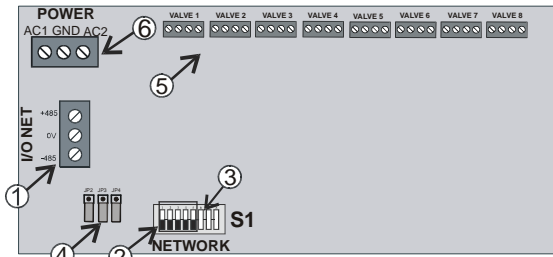 POWER
AC1 GND AC2
6
VALVE 1 VALVE 2 VALVE 3 VALVE 4 VALVE 5 VALVE 6 VALVE 7 VALVE 8
5
I/O NET
+485
0V
-485
1
JP2 JP3 JP4
4
3
S1
2
NETWORK